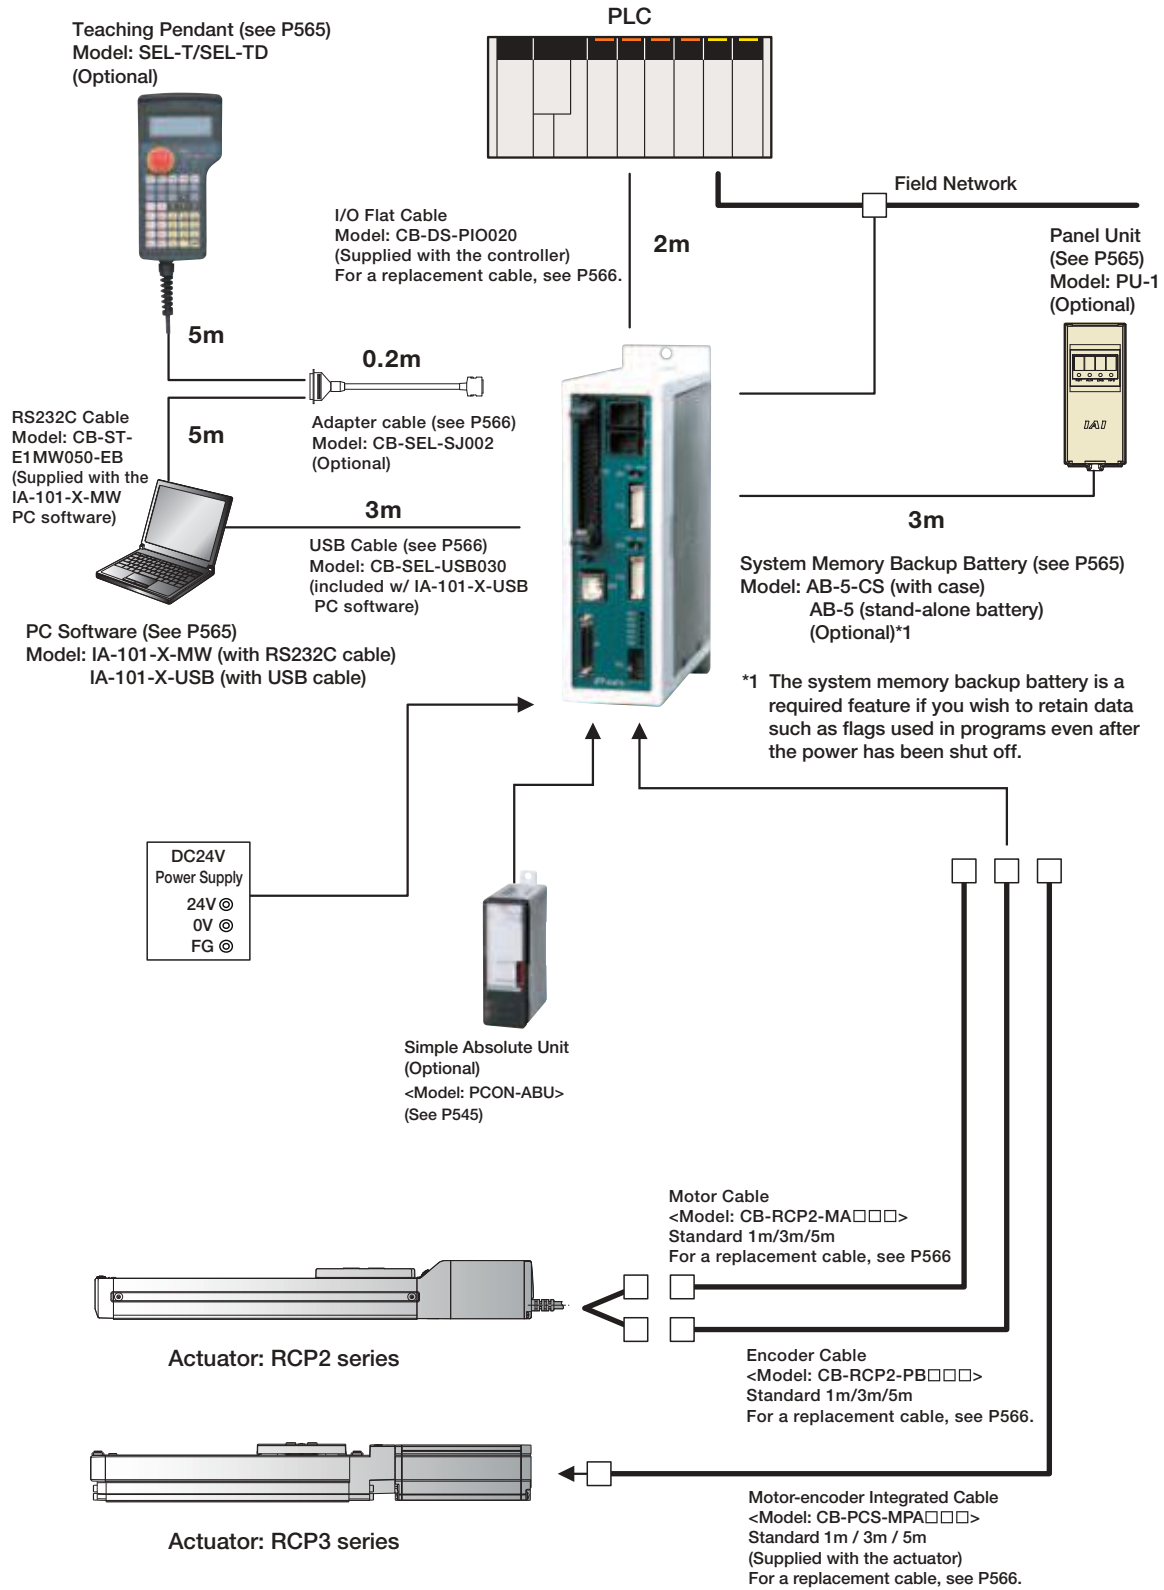 Teaching Pendant (see P565)
Model: SEL-T/SEL-TD
(Optional)
PLC
I/O Flat Cable
Model: CB-DS-PIO020
(Supplied with the controller)
For a replacement cable, see P566.
2m
Field Network
Panel Unit
(See P565)
Model: PU-1
(Optional)
5m
0.2m
RS232C Cable
Model: CB-ST-
E1MW050-EB
(Supplied with the
IA-101-X-MW
PC software)
5m
Adapter cable (see P566)
Model: CB-SEL-SJ002
(Optional)
IAI
3m
USB Cable (see P566)
Model: CB-SEL-USB030
(included w/ IA-101-X-USB
PC software)
3m
PC Software (See P565)
Model: IA-101-X-MW (with RS232C cable)
IA-101-X-USB (with USB cable)
System Memory Backup Battery (see P565)
Model: AB-5-CS (with case)
AB-5 (stand-alone battery)
(Optional)*1
*1 The system memory backup battery is a
required feature if you wish to retain data
such as flags used in programs even after
the power has been shut off.
DC24V
Power Supply
24V
0V
FG
Simple Absolute Unit
(Optional)
<Model: PCON-ABU>
(See P545)
Motor Cable
<Model: CB-RCP2-MA□□□>
Standard 1m/3m/5m
For a replacement cable, see P566
Actuator: RCP2 series
Encoder Cable
<Model: CB-RCP2-PB□□□>
Standard 1m/3m/5m
For a replacement cable, see P566.
Actuator: RCP3 series
Motor-encoder Integrated Cable
<Model: CB-PCS-MPA□□□>
Standard 1m / 3m / 5m
(Supplied with the actuator)
For a replacement cable, see P566.